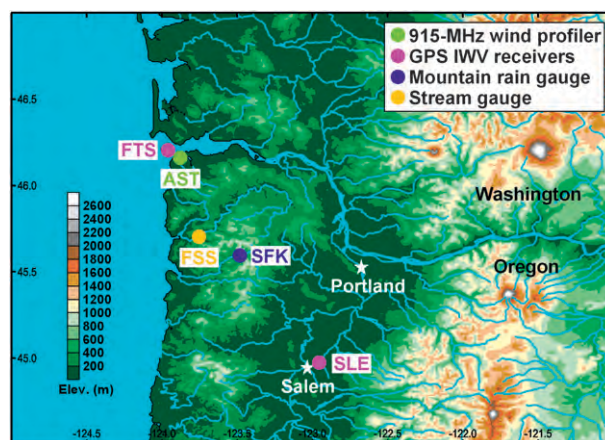 915-MHz wind profiler
GPS IWV receivers
Mountain rain gauge
Stream gauge
46.5
FTS
AST
46.0
Washington
2600
2400
2200
2000
1800
1600
1400
1200
1000
800
600
400
200
Elev. (m)
FSS
SFK
45.5
Portland
Oregon
45.0
SLE
Salem
-124.5
-124.0
-123.5
-123.0
-122.5
-122.0
-121.5